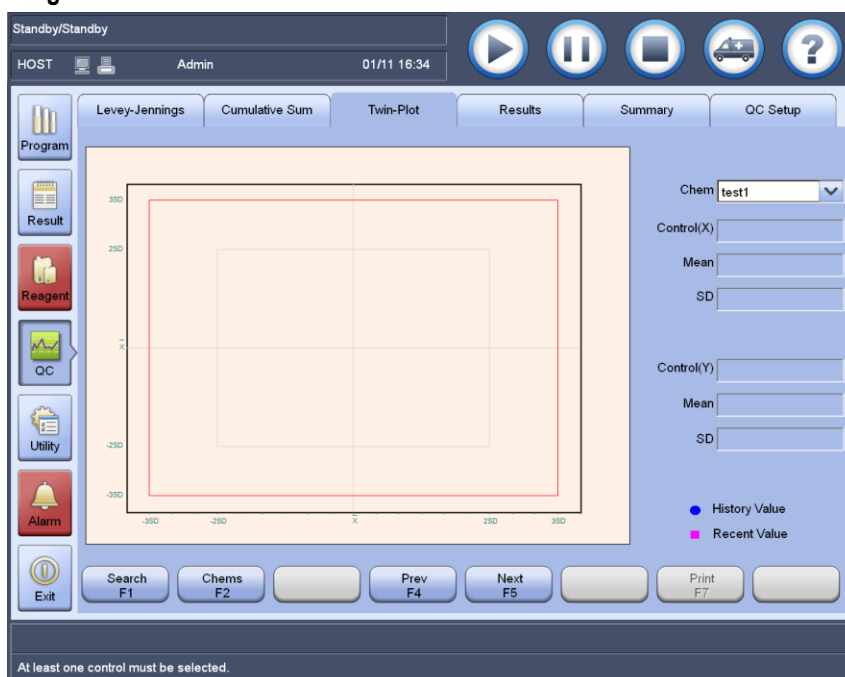 Standby/Standby
HOST Admin 01/11 16:34
?
Levey-Jennings Cumulative Sum Twin-Plot Results Summary QC Setup
Program
Result
Reagent
QC
Utility
Alarm
Exit
3SD
2SD
X̄
-2SD
-3SD
-3SD -2SD X̄ 2SD 3SD
Chem test1
Control(X)
Mean
SD
Control(Y)
Mean
SD
History Value
Recent Value
Search F1
Chems F2
Prev F4
Next F5
Print F7
At least one control must be selected.